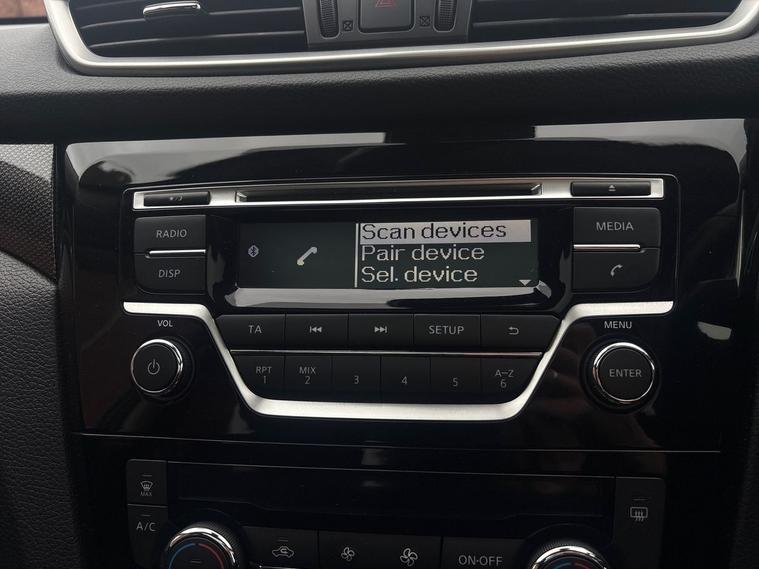 RADIO
MEDIA
DISP
Scan devices
Pair device
Sel. device
VOL
TA
SETUP
MENU
RPT
1
MIX
2
3
4
5
A–Z
6
ENTER
MAX
A/C
ON·OFF